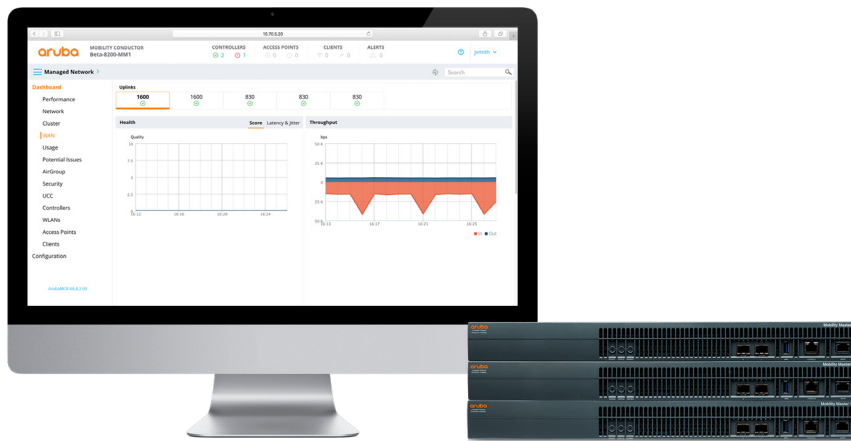 10.70.6.20
aruba
MOBILITY CONDUCTOR
Beta-8200-MM1
CONTROLLERS
2 1
ACCESS POINTS
0 0
CLIENTS
0 0
ALERTS
0
jsmith
Managed Network
Search
Dashboard
Performance
Network
Cluster
WAN
Usage
Potential Issues
AirGroup
Security
UCC
Controllers
WLANs
Access Points
Clients
Configuration
Uplinks
1600 1600 830 830 830
Health
Score Latency & Jitter
Quality
10
7.5
5
2.5
0
16:12 16:16 16:20 16:24
Throughput
bps
50.k
25.k
0
25.k
50.k
16:13 16:17 16:21 16:25
In Out
aruba
Mobility Master
aruba
Mobility Master
aruba
Mobility Master